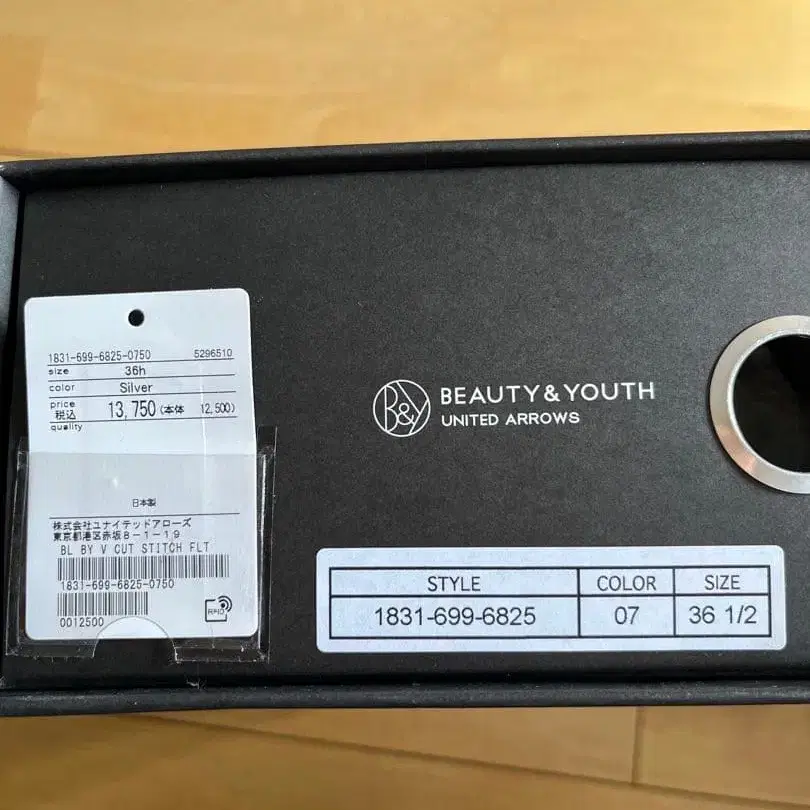 1831-699-6825-0750 5296510
size 36h
color Silver
price 税込 13,750 (本体 12,500)
quality
日本製
株式会社ユナイテッドアローズ
東京都港区赤坂8-1-19
BL BY V CUT STITCH FLT
1831-699-6825-0750
0012500
RFID
B&Y
BEAUTY & YOUTH
UNITED ARROWS
STYLE COLOR SIZE
1831-699-6825 07 36 1/2